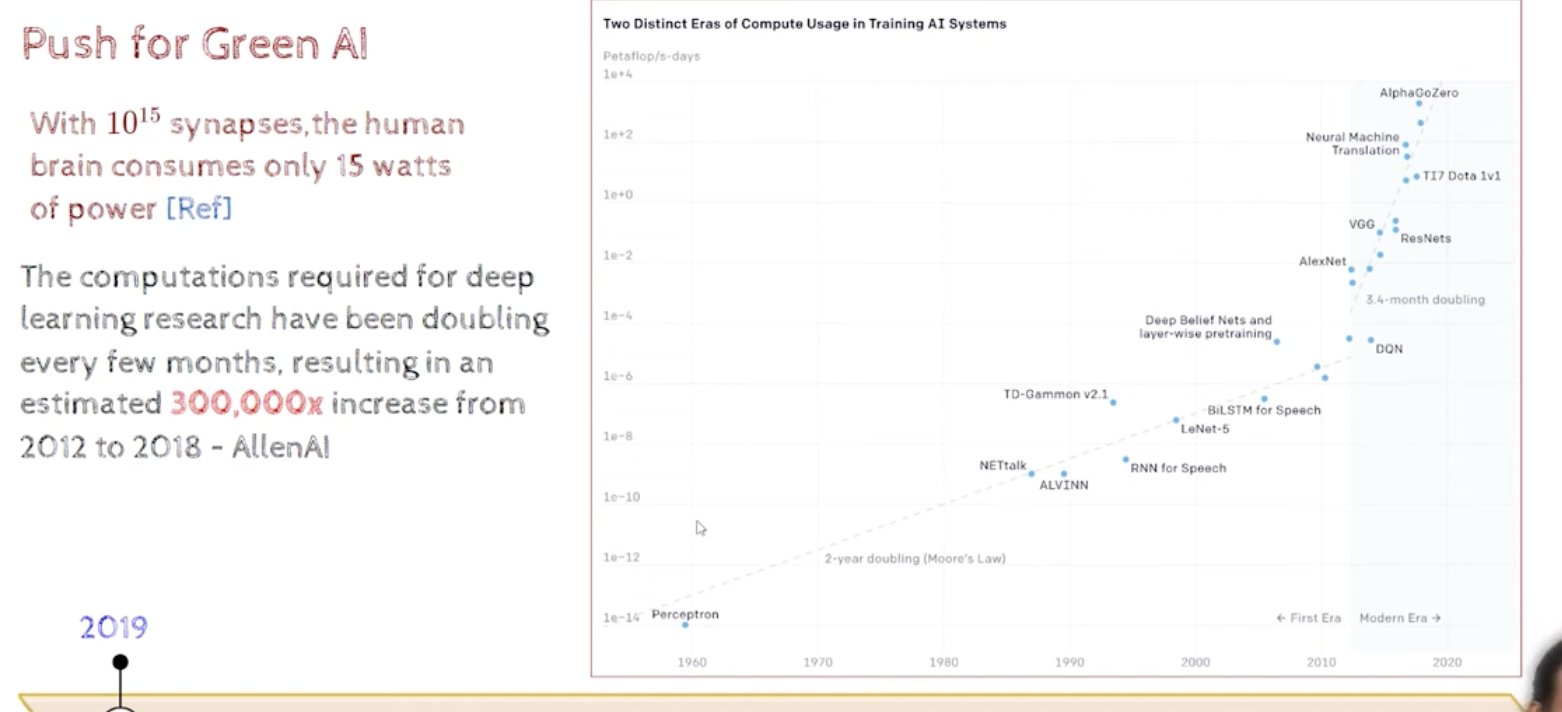 Push for Green AI
With 10¹⁵ synapses, the human
brain consumes only 15 watts
of power [Ref]
The computations required for deep
learning research have been doubling
every few months, resulting in an
estimated 300,000x increase from
2012 to 2018 - AllenAI
2019
Two Distinct Eras of Compute Usage in Training AI Systems
Petaflop/s-days
1e+4
1e+2
1e+0
1e-2
1e-4
1e-6
1e-8
1e-10
1e-12
1e-14
AlphaGoZero
Neural Machine
Translation
TI7 Dota 1v1
VGG
ResNets
AlexNet
3.4-month doubling
Deep Belief Nets and
layer-wise pretraining
DQN
TD-Gammon v2.1
BiLSTM for Speech
LeNet-5
NETtalk
RNN for Speech
ALVINN
2-year doubling (Moore's Law)
Perceptron
← First Era
Modern Era →
1960
1970
1980
1990
2000
2010
2020